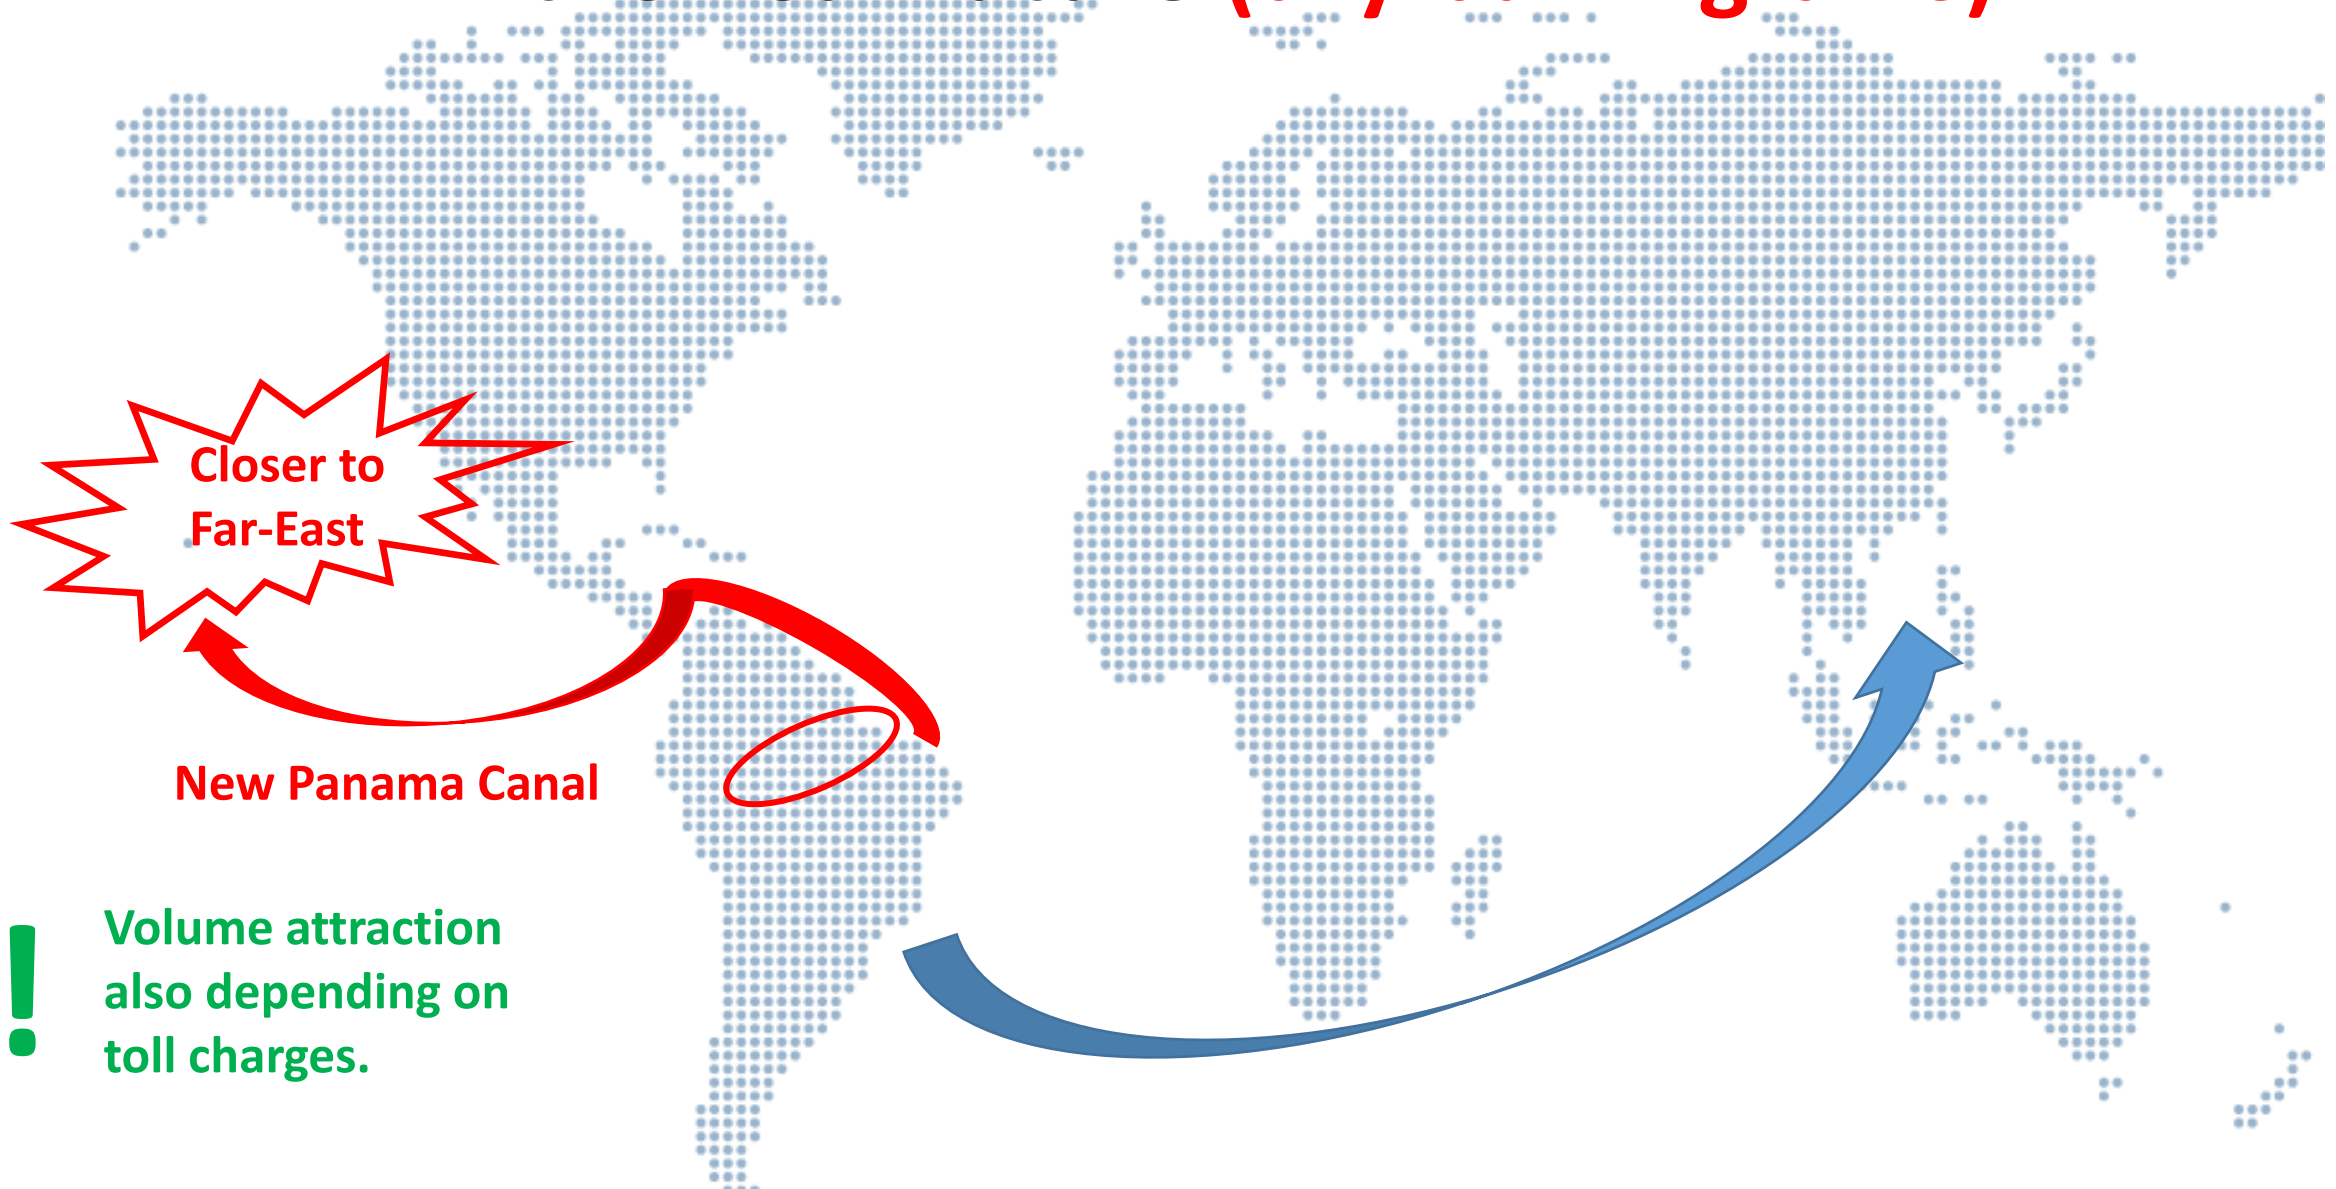 Closer to
Far-East
New Panama Canal
!
Volume attraction
also depending on
toll charges.